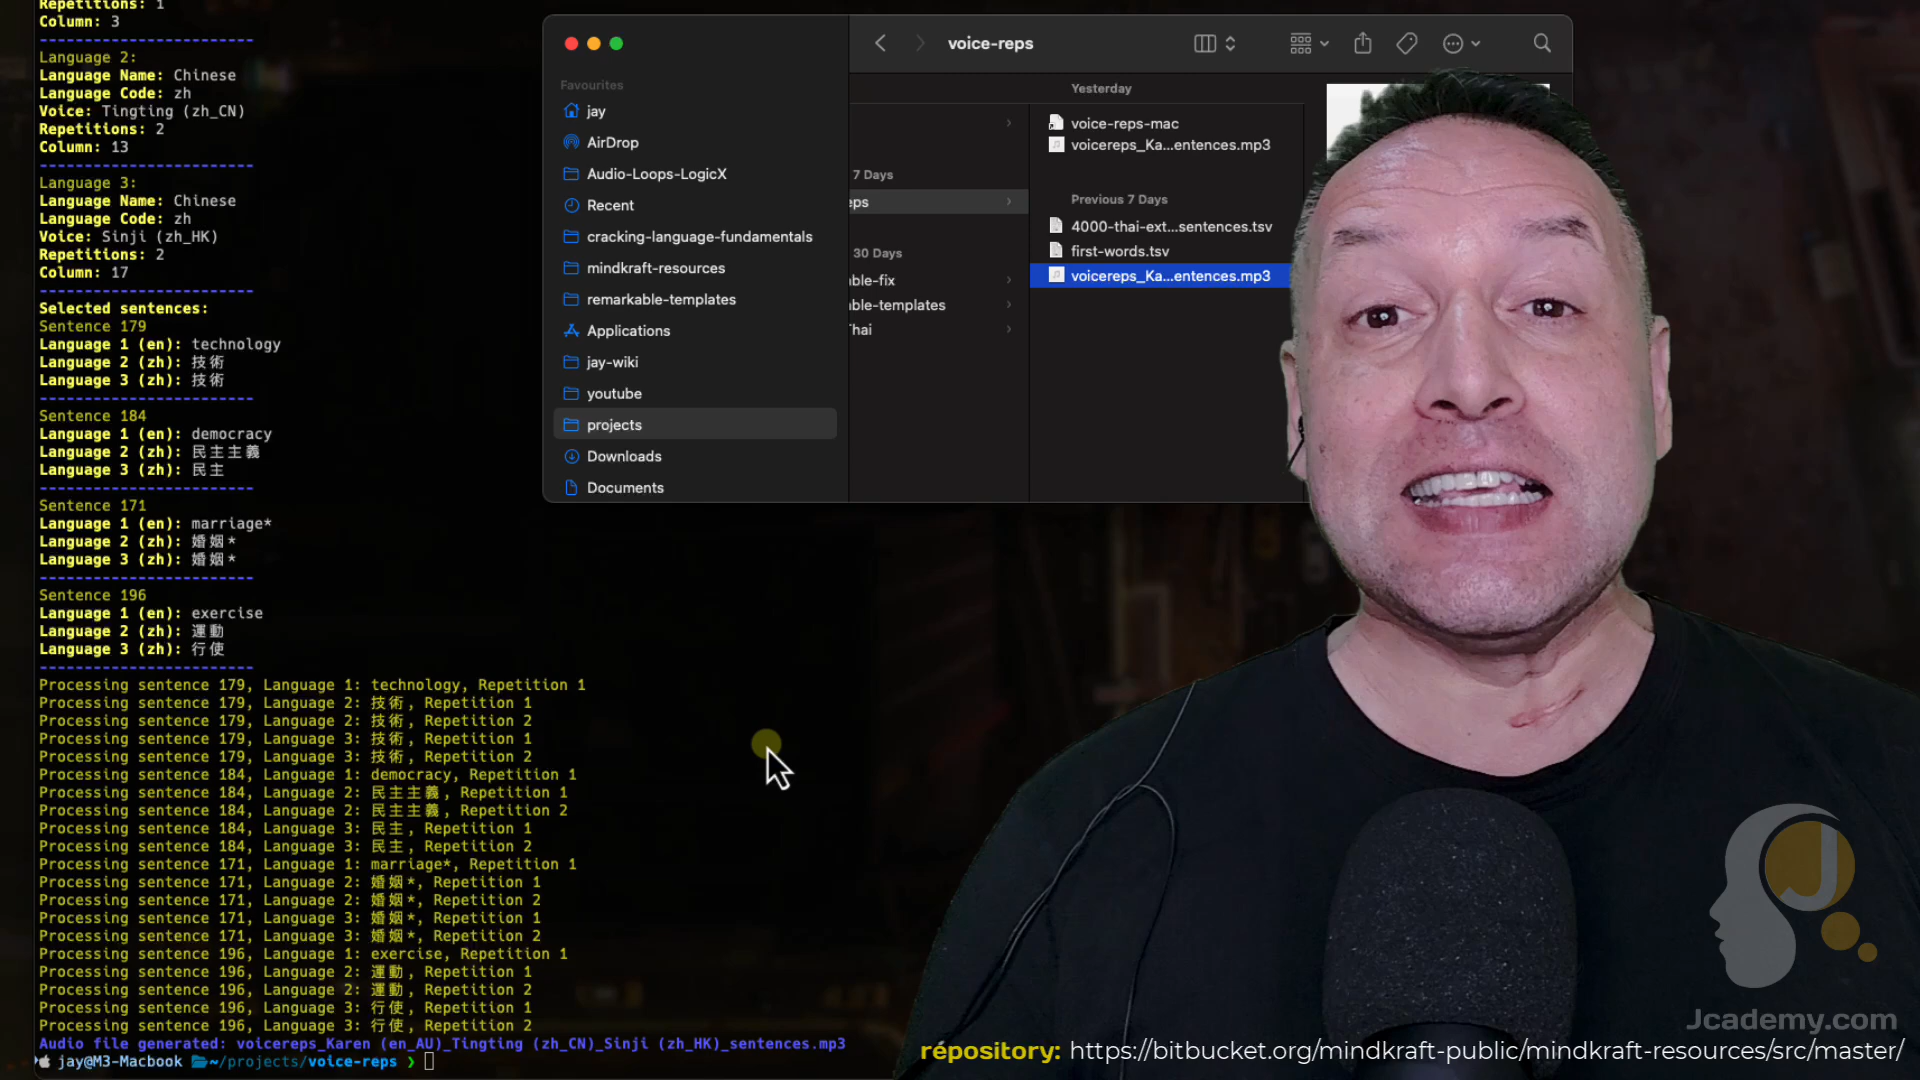 Repetitions: 1
Column: 3
------------------------
Language 2:
Language Name: Chinese
Language Code: zh
Voice: Tingting (zh_CN)
Repetitions: 2
Column: 13
------------------------
Language 3:
Language Name: Chinese
Language Code: zh
Voice: Sinji (zh_HK)
Repetitions: 2
Column: 17
------------------------
Selected sentences:
Sentence 179
Language 1 (en): technology
Language 2 (zh): 技術
Language 3 (zh): 技術
------------------------
Sentence 184
Language 1 (en): democracy
Language 2 (zh): 民主主義
Language 3 (zh): 民主
------------------------
Sentence 171
Language 1 (en): marriage*
Language 2 (zh): 婚姻*
Language 3 (zh): 婚姻*
------------------------
Sentence 196
Language 1 (en): exercise
Language 2 (zh): 運動
Language 3 (zh): 行使
------------------------
Processing sentence 179, Language 1: technology, Repetition 1
Processing sentence 179, Language 2: 技術, Repetition 1
Processing sentence 179, Language 2: 技術, Repetition 2
Processing sentence 179, Language 3: 技術, Repetition 1
Processing sentence 179, Language 3: 技術, Repetition 2
Processing sentence 184, Language 1: democracy, Repetition 1
Processing sentence 184, Language 2: 民主主義, Repetition 1
Processing sentence 184, Language 2: 民主主義, Repetition 2
Processing sentence 184, Language 3: 民主, Repetition 1
Processing sentence 184, Language 3: 民主, Repetition 2
Processing sentence 171, Language 1: marriage*, Repetition 1
Processing sentence 171, Language 2: 婚姻*, Repetition 1
Processing sentence 171, Language 2: 婚姻*, Repetition 2
Processing sentence 171, Language 3: 婚姻*, Repetition 1
Processing sentence 171, Language 3: 婚姻*, Repetition 2
Processing sentence 196, Language 1: exercise, Repetition 1
Processing sentence 196, Language 2: 運動, Repetition 1
Processing sentence 196, Language 2: 運動, Repetition 2
Processing sentence 196, Language 3: 行使, Repetition 1
Processing sentence 196, Language 3: 行使, Repetition 2
Audio file generated: voicereps_Karen (en_AU)_Tingting (zh_CN)_Sinji (zh_HK)_sentences.mp3
jay@M3-Macbook ~/projects/voice-reps ❯
voice-reps
Favourites
jay
AirDrop
Audio-Loops-LogicX
Recent
cracking-language-fundamentals
mindkraft-resources
remarkable-templates
Applications
jay-wiki
youtube
projects
Downloads
Documents
7 Days
eps
30 Days
ble-fix
ble-templates
Thai
Yesterday
voice-reps-mac
voicereps_Ka...entences.mp3
Previous 7 Days
4000-thai-ext...sentences.tsv
first-words.tsv
voicereps_Ka...entences.mp3
Jcademy.com
répository: https://bitbucket.org/mindkraft-public/mindkraft-resources/src/master/